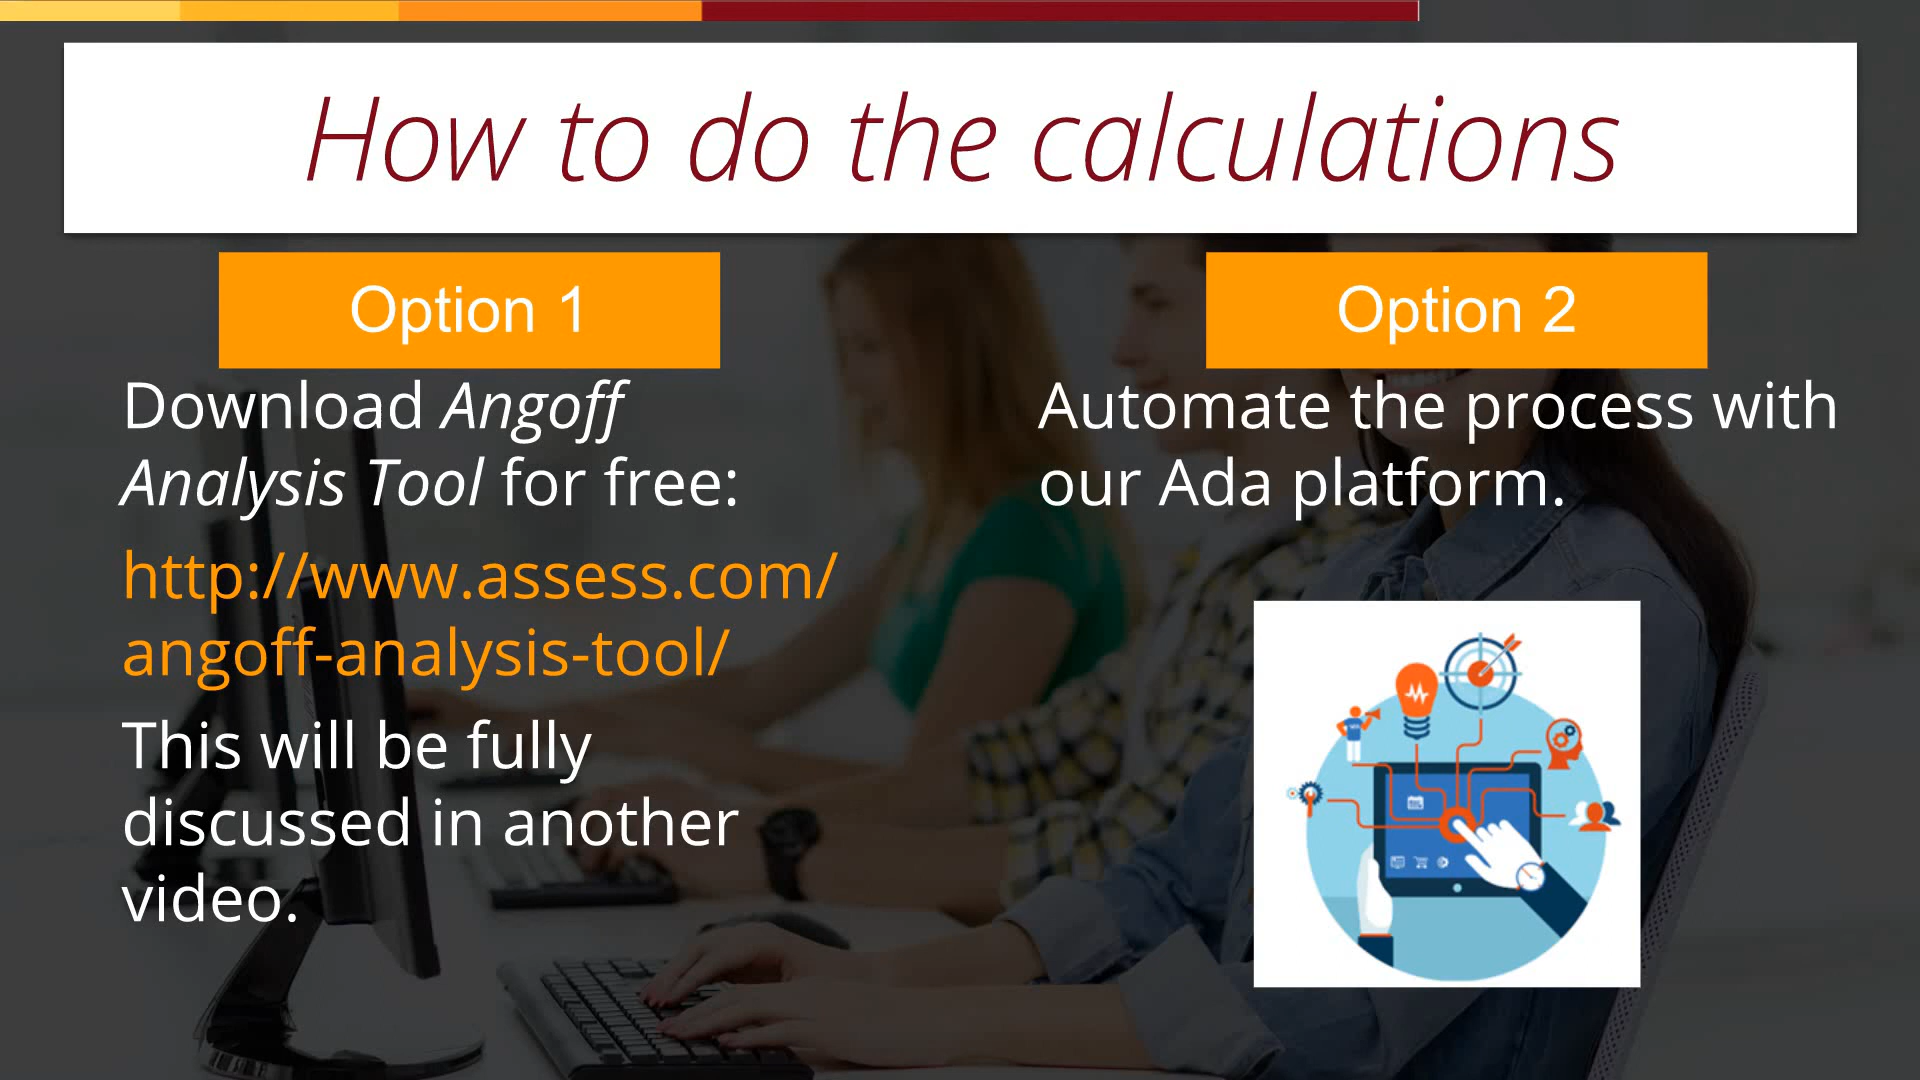 How to do the calculations
Option 1
Download Angoff
Analysis Tool for free:
http://www.assess.com/
angoff-analysis-tool/
This will be fully
discussed in another
video.
Option 2
Automate the process with
our Ada platform.